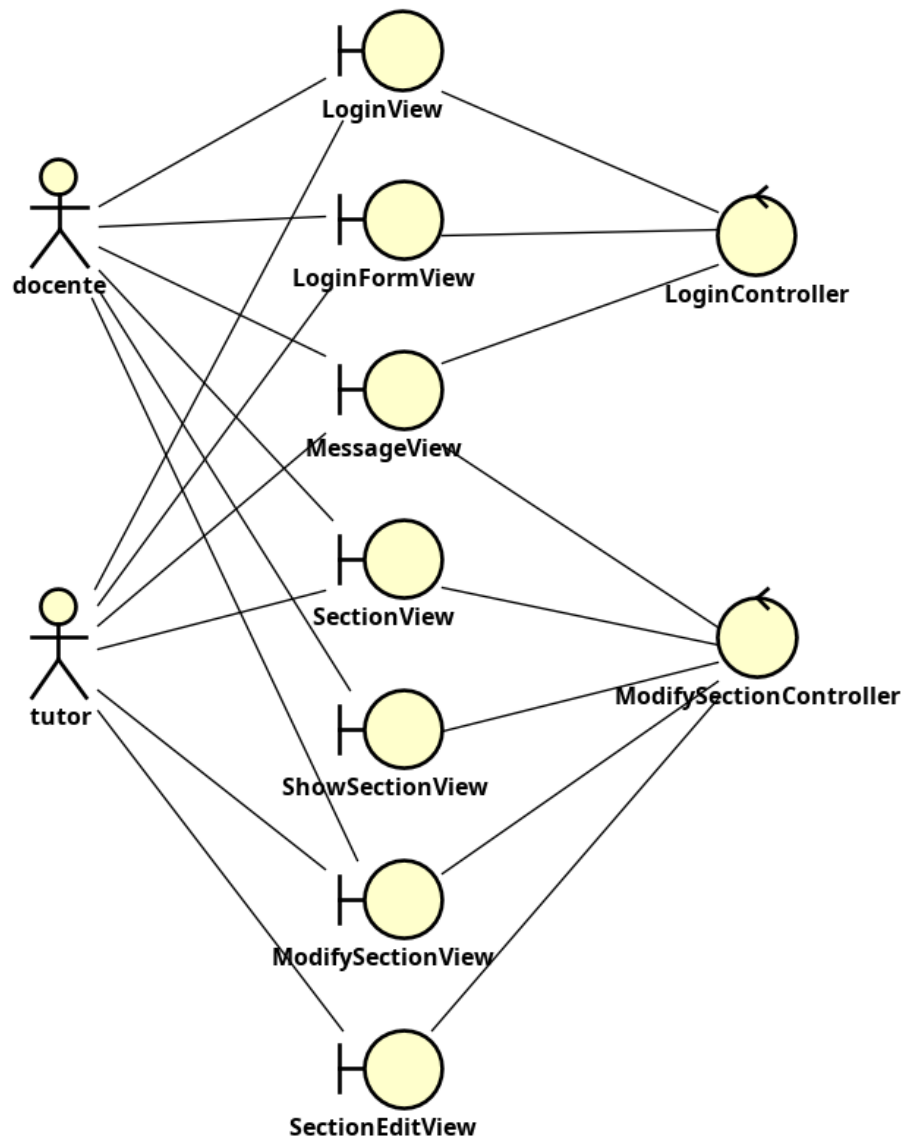 LoginView
docente
LoginFormView
LoginController
MessageView
SectionView
ModifySectionController
tutor
ShowSectionView
ModifySectionView
SectionEditView